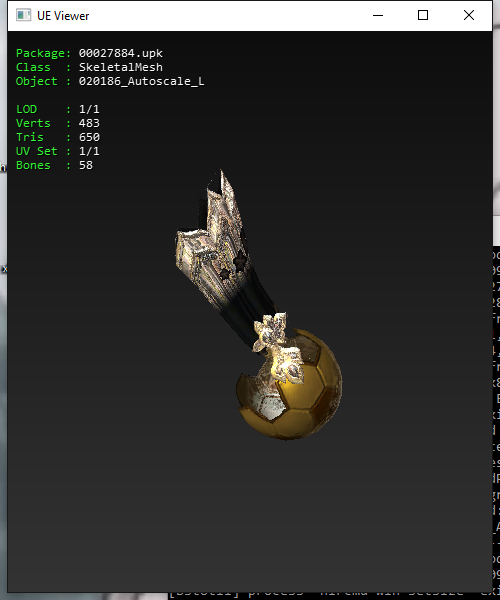 UE Viewer
Package: 00027884.upk
Class : SkeletalMesh
Object : 020186_Autoscale_L
LOD : 1/1
Verts : 483
Tris : 650
UV Set : 1/1
Bones : 58